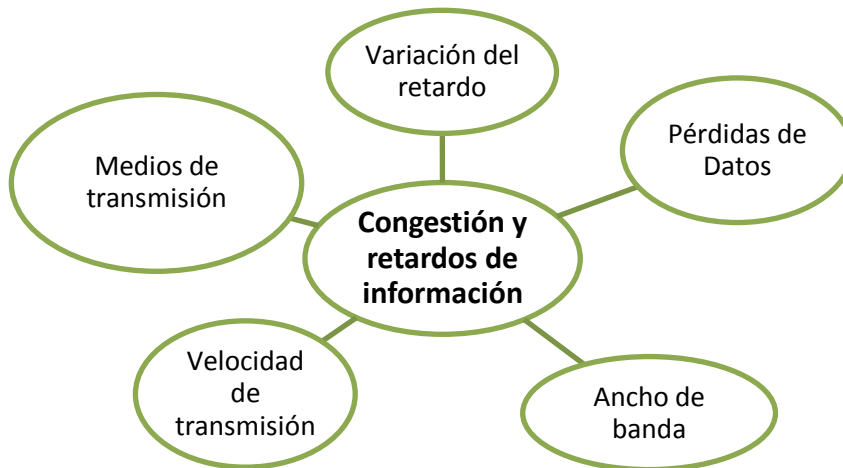 Variación del
retardo
Pérdidas de
Datos
Medios de
transmisión
Congestión y
retardos de
información
Velocidad
de
transmisión
Ancho de
banda